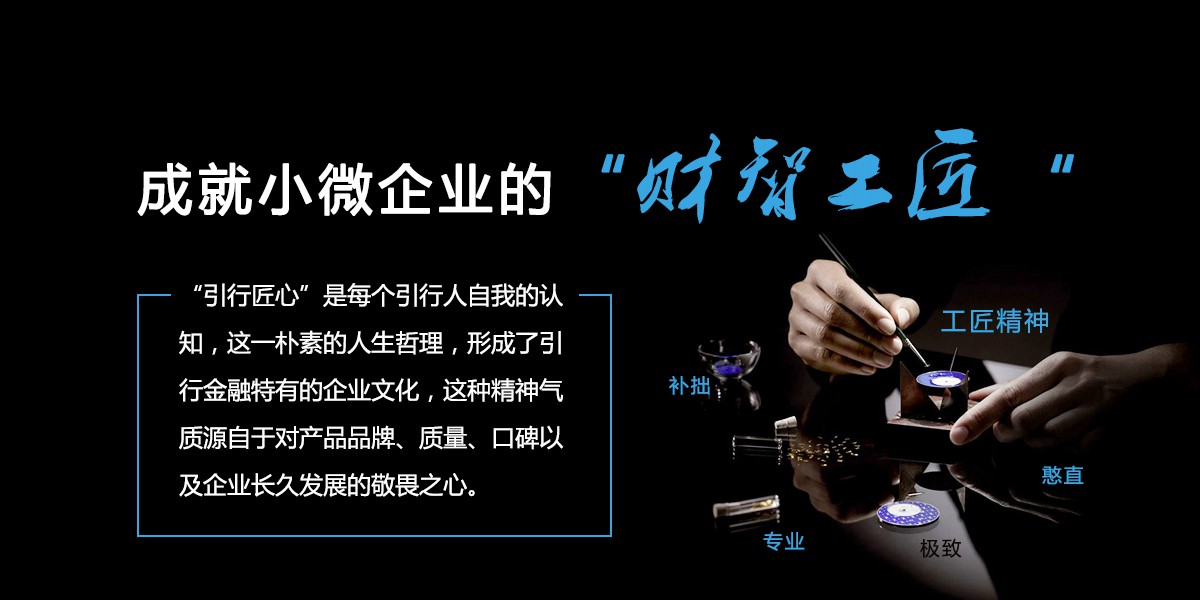 成就小微企业的“财智工匠“
“引行匠心”是每个引行人自我的认
知，这一朴素的人生哲理，形成了引
行金融特有的企业文化，这种精神气
质源自于对产品品牌、质量、口碑以
及企业长久发展的敬畏之心。
工匠精神
补拙
憨直
专业
极致